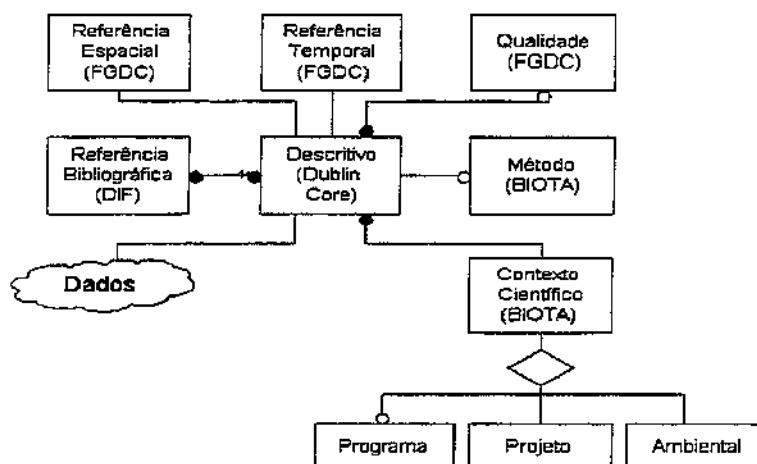 Referência
Espacial
(FGDC)
Referência
Temporal
(FGDC)
Qualidade
(FGDC)
Referência
Bibliográfica
(DIF)
Descritivo
(Dublin
Core)
Método
(BIOTA)
Dados
Contexto
Científico
(BIOTA)
Programa
Projeto
Ambiental